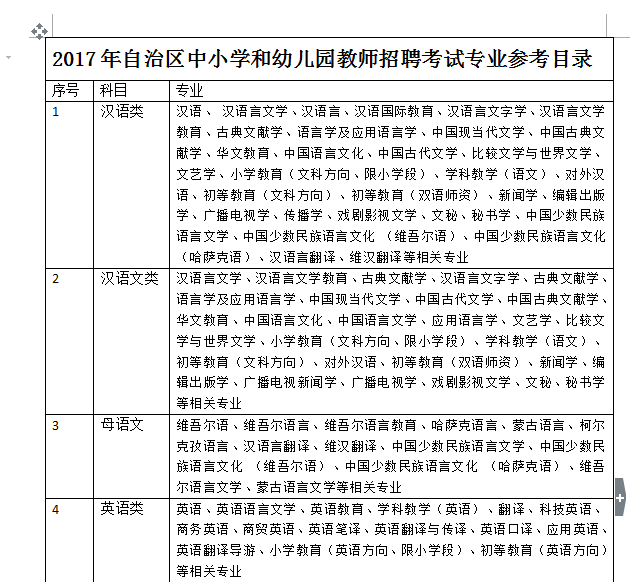 2017 年自治区中小学和幼儿园教师招聘考试专业参考目录
序号 科目 专业
1 汉语类 汉语、 汉语言文学、汉语言、汉语国际教育、汉语言文字学、汉语言文学
教育、古典文献学、语言学及应用语言学、中国现当代文学、中国古典文
献学、华文教育、中国语言文化、中国古代文学、比较文学与世界文学、
文艺学、小学教育（文科方向、限小学段）、学科教学（语文）、对外汉
语、初等教育（文科方向）、初等教育（双语师资）、新闻学、编辑出版
学、广播电视学、传播学、戏剧影视文学、文秘、秘书学、中国少数民族
语言文学、中国少数民族语言文化 （维吾尔语）、中国少数民族语言文化
（哈萨克语）、汉语言翻译、维汉翻译等相关专业
2 汉语文类 汉语言文学、汉语言文学教育、古典文献学、汉语言文字学、古典文献学、
语言学及应用语言学、中国现当代文学、中国古代文学、中国古典文献学、
华文教育、中国语言文化、中国语言文学、应用语言学、文艺学、比较文
学与世界文学、小学教育（文科方向、限小学段）、学科教学（语文）、
初等教育（文科方向）、对外汉语、初等教育（双语师资）、新闻学、编
辑出版学、广播电视新闻学、广播电视学、戏剧影视文学、文秘、秘书学
等相关专业
3 母语文 维吾尔语、维吾尔语言、维吾尔语言教育、哈萨克语言、蒙古语言、柯尔
克孜语言、汉语言翻译、维汉翻译、中国少数民族语言文学、中国少数民
族语言文化 （维吾尔语）、中国少数民族语言文化 （哈萨克语）、维吾
尔语言文学、蒙古语言文学等相关专业
4 英语类 英语、英语语言文学、英语教育、学科教学（英语）、翻译、科技英语、
商务英语、商贸英语、英语笔译、英语翻译与传译、英语口译、应用英语、
英语翻译导游、小学教育（英语方向、限小学段）、初等教育（英语方向）
等相关专业